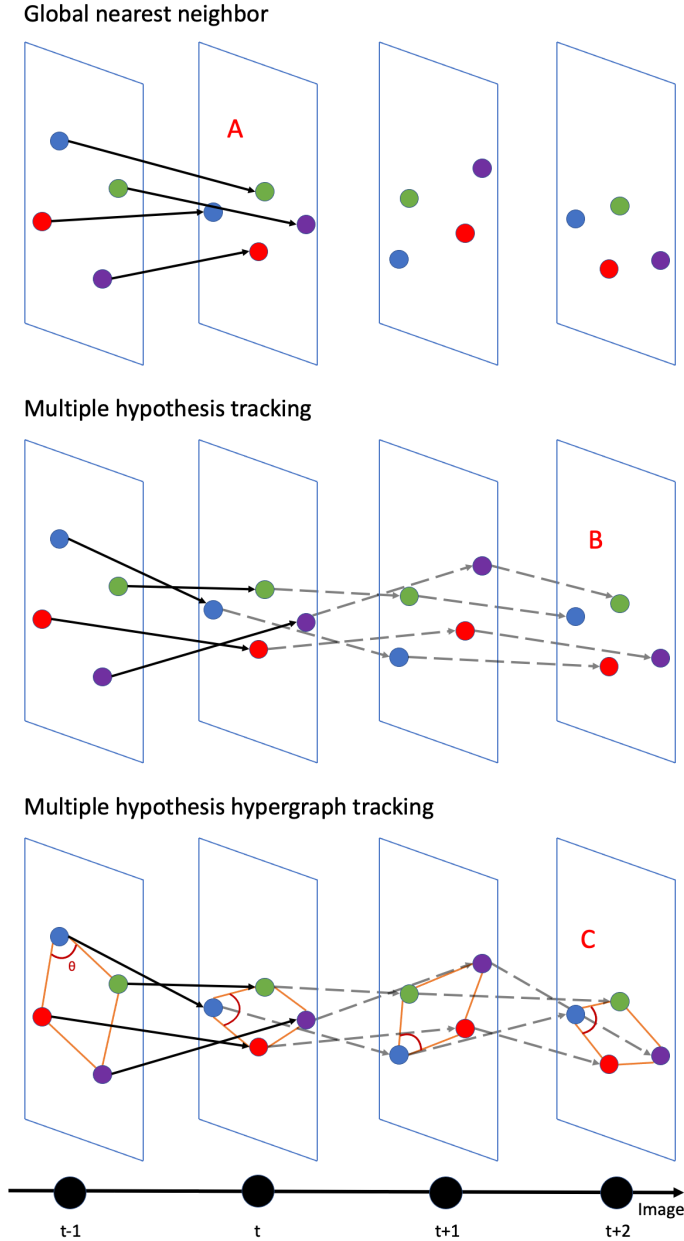 Global nearest neighbor
A
Multiple hypothesis tracking
B
Multiple hypothesis hypergraph tracking
C
θ
Image
t-1
t
t+1
t+2